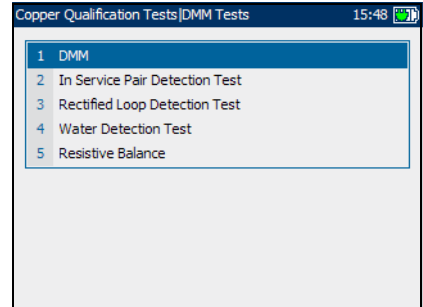 Copper Qualification Tests|DMM Tests 15:48
1 DMM
2 In Service Pair Detection Test
3 Rectified Loop Detection Test
4 Water Detection Test
5 Resistive Balance